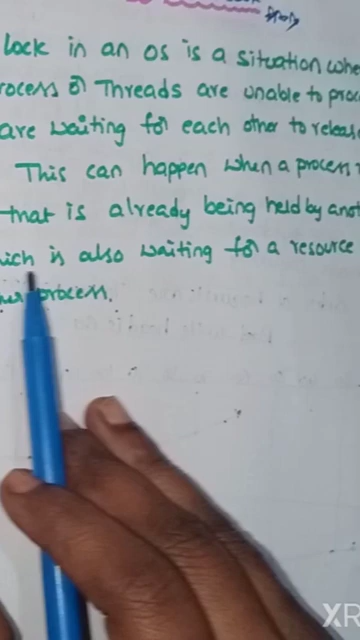 lock in an os is a situation whe
rocess or Threads are unable to proc
are waiting for each other to releas
This can happen when a process
that is already being held by anot
ich is also waiting for a resource
process.
XR